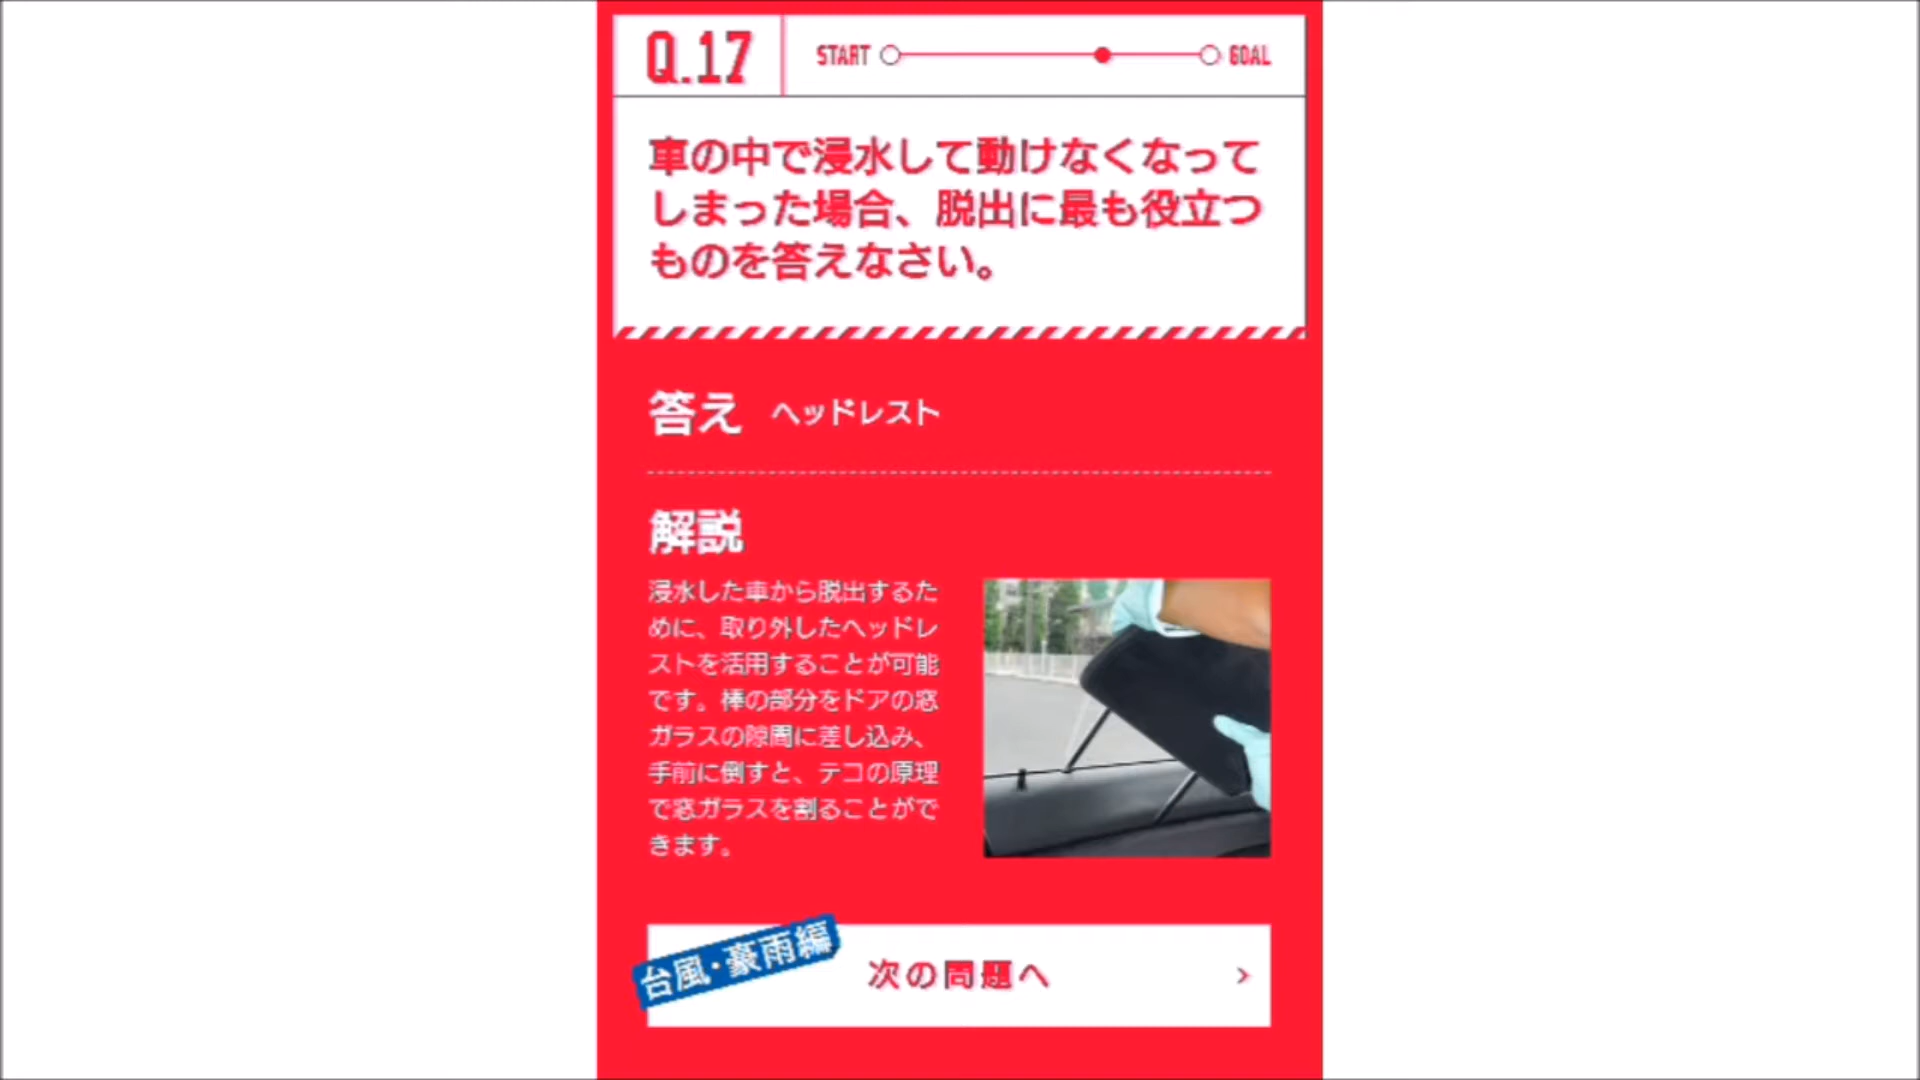 Q.17
START
GOAL
車の中で浸水して動けなくなって
しまった場合、脱出に最も役立つ
ものを答えなさい。
答え ヘッドレスト
解説
浸水した車から脱出するた
めに、取り外したヘッドレ
ストを活用することが可能
です。棒の部分をドアの窓
ガラスの隙間に差し込み、
手前に倒すと、テコの原理
で窓ガラスを割ることがで
きます。
台風・豪雨編
次の問題へ